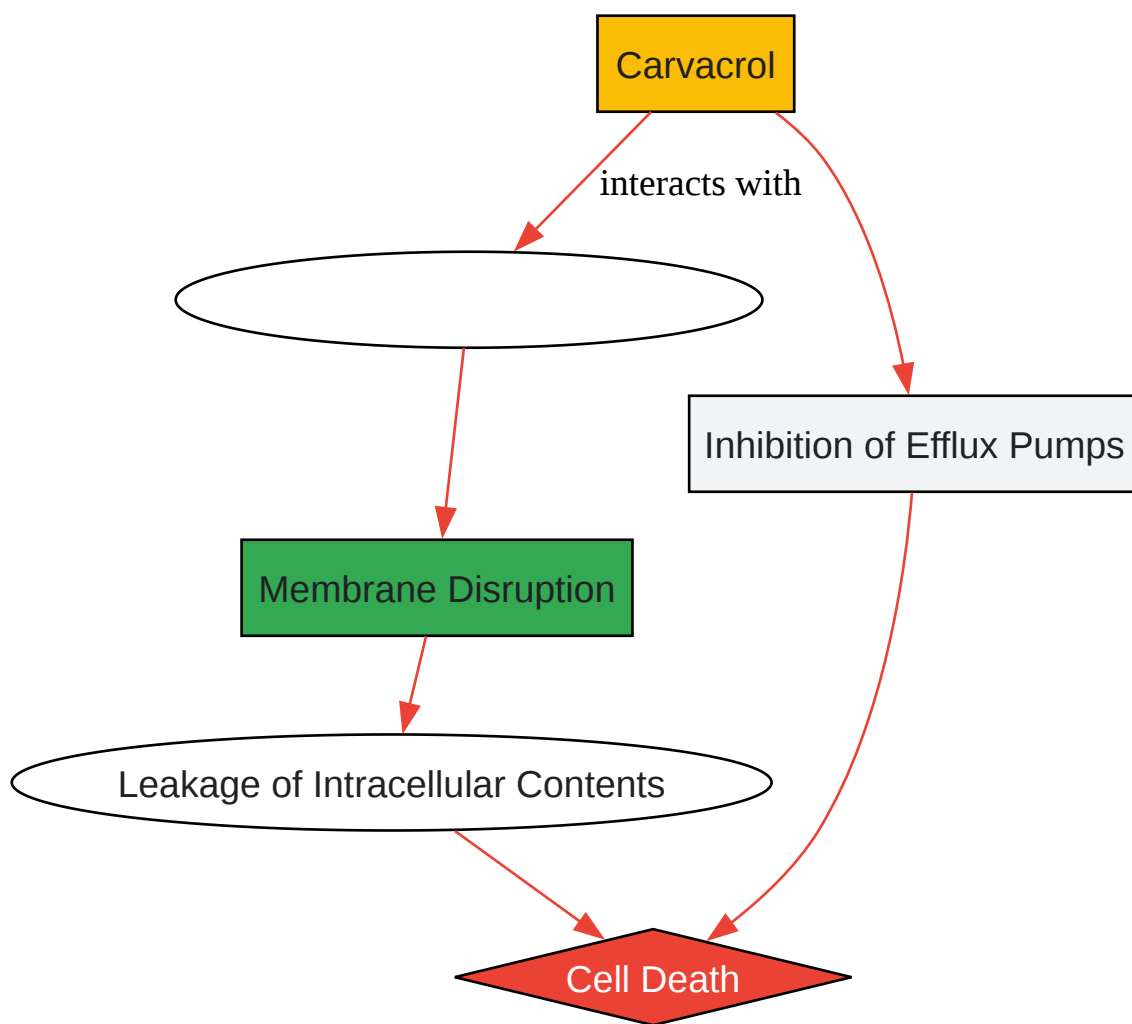 Carvacrol
interacts with
Inhibition of Efflux Pumps
Membrane Disruption
Leakage of Intracellular Contents
Cell Death